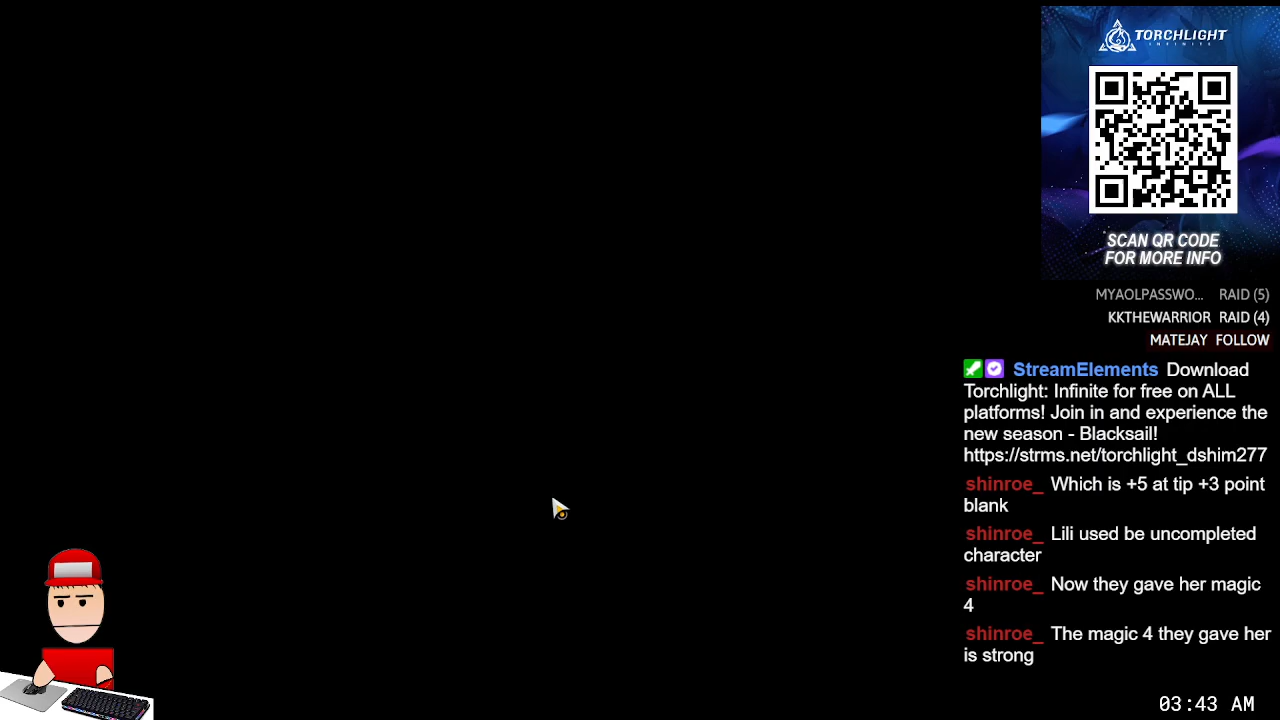 TORCHLIGHT
INFINITE
SCAN QR CODE
FOR MORE INFO
MYAOLPASSWO... RAID (5)
KKTHEWARRIOR RAID (4)
MATEJAY FOLLOW
StreamElements Download
Torchlight: Infinite for free on ALL
platforms! Join in and experience the
new season - Blacksail!
https://strms.net/torchlight_dshim277
shinroe_ Which is +5 at tip +3 point
blank
shinroe_ Lili used be uncompleted
character
shinroe_ Now they gave her magic
4
shinroe_ The magic 4 they gave her
is strong
03:43 AM